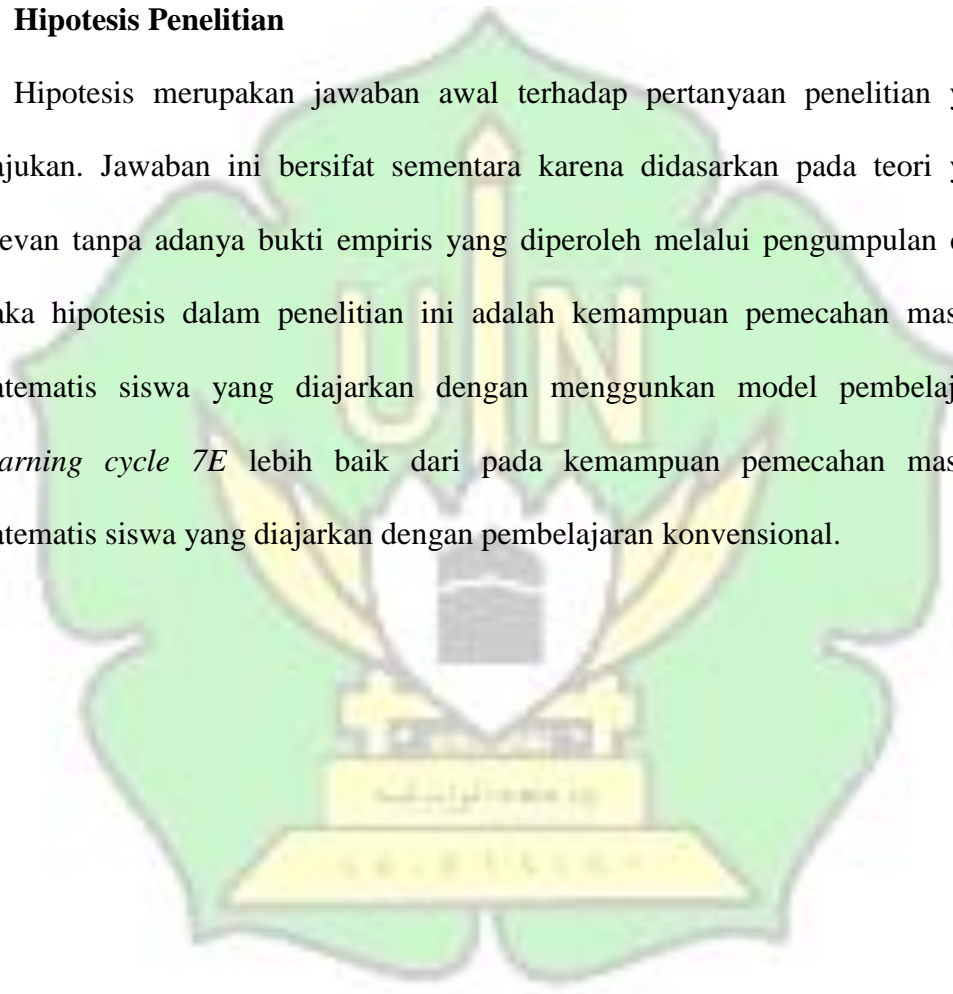 Hipotesis Penelitian
Hipotesis merupakan jawaban awal terhadap pertanyaan penelitian
ajukan. Jawaban ini bersifat sementara karena didasarkan pada teori
evan tanpa adanya bukti empiris yang diperoleh melalui pengumpulan
aka hipotesis dalam penelitian ini adalah kemampuan pemecahan mas
atematis siswa yang diajarkan dengan menggunkan model pembelaj
arning cycle 7E lebih baik dari pada kemampuan pemecahan mas
atematis siswa yang diajarkan dengan pembelajaran konvensional.
UIN